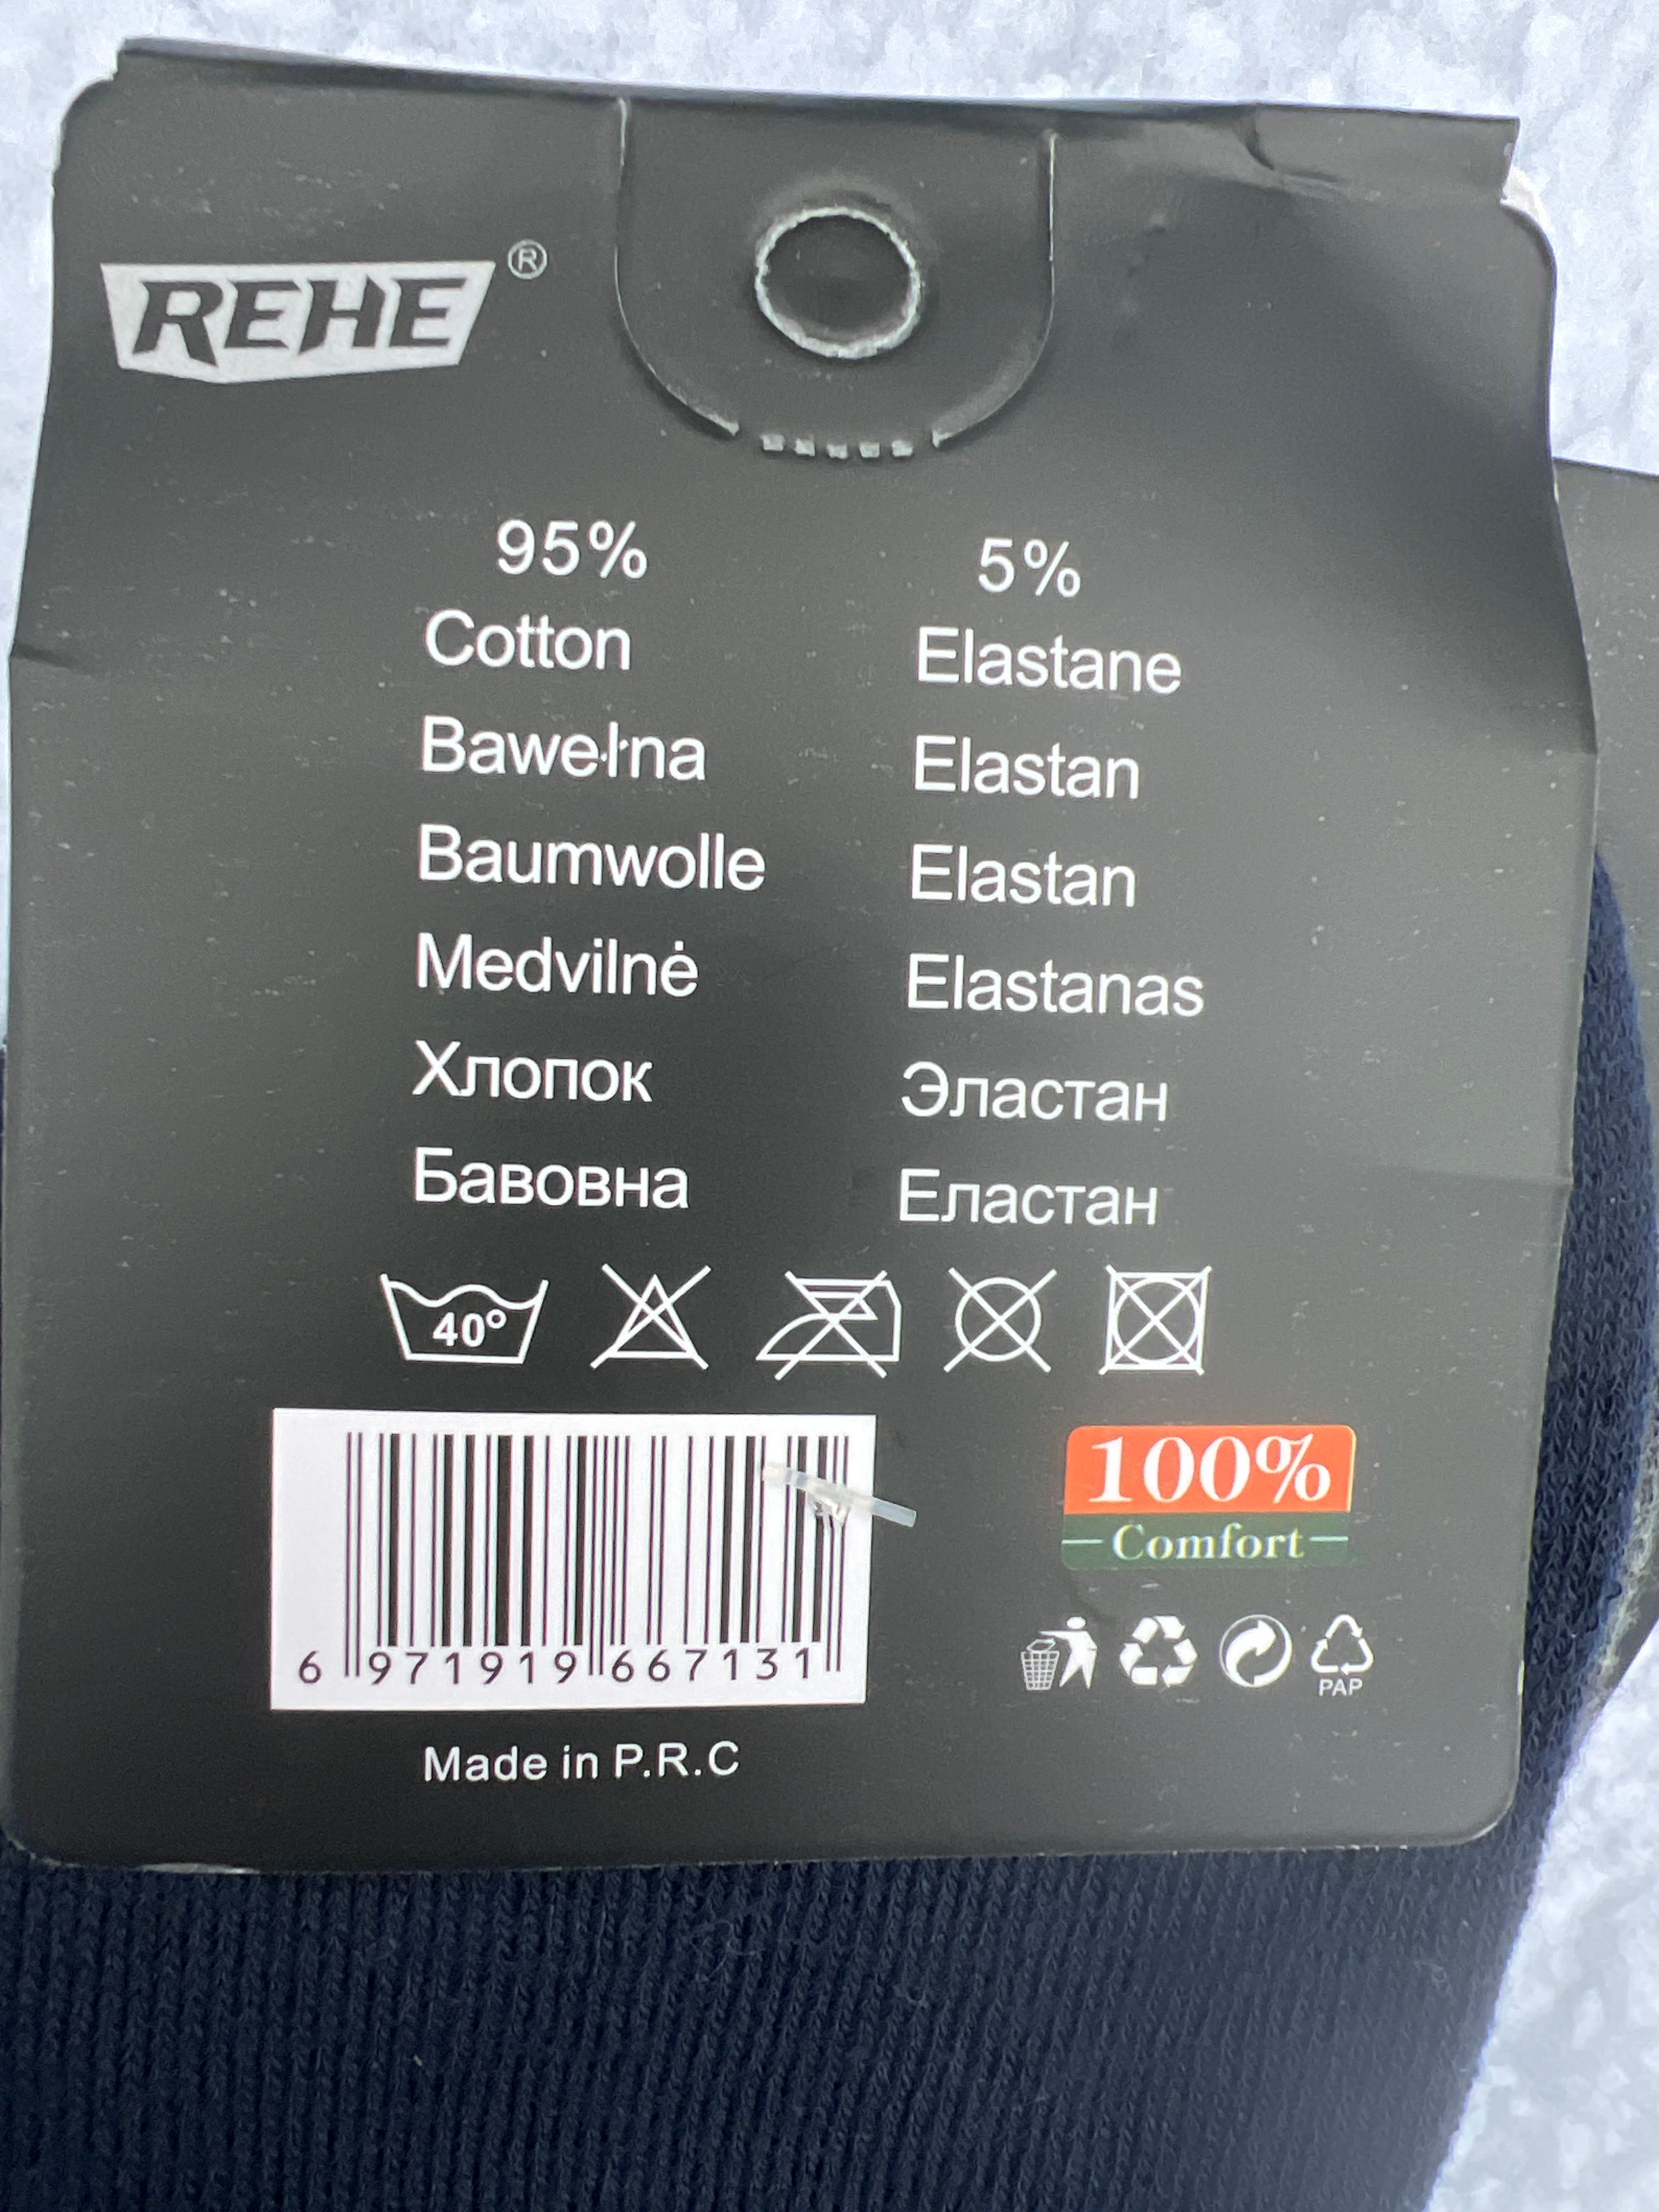 REHE®
95% 5%
Cotton Elastane
Bawełna Elastan
Baumwolle Elastan
Medvilnė Elastanas
Хлопок Эластан
Бавовна Еластан
40°
6 971919 667131
100%
Comfort
PAP
Made in P.R.C